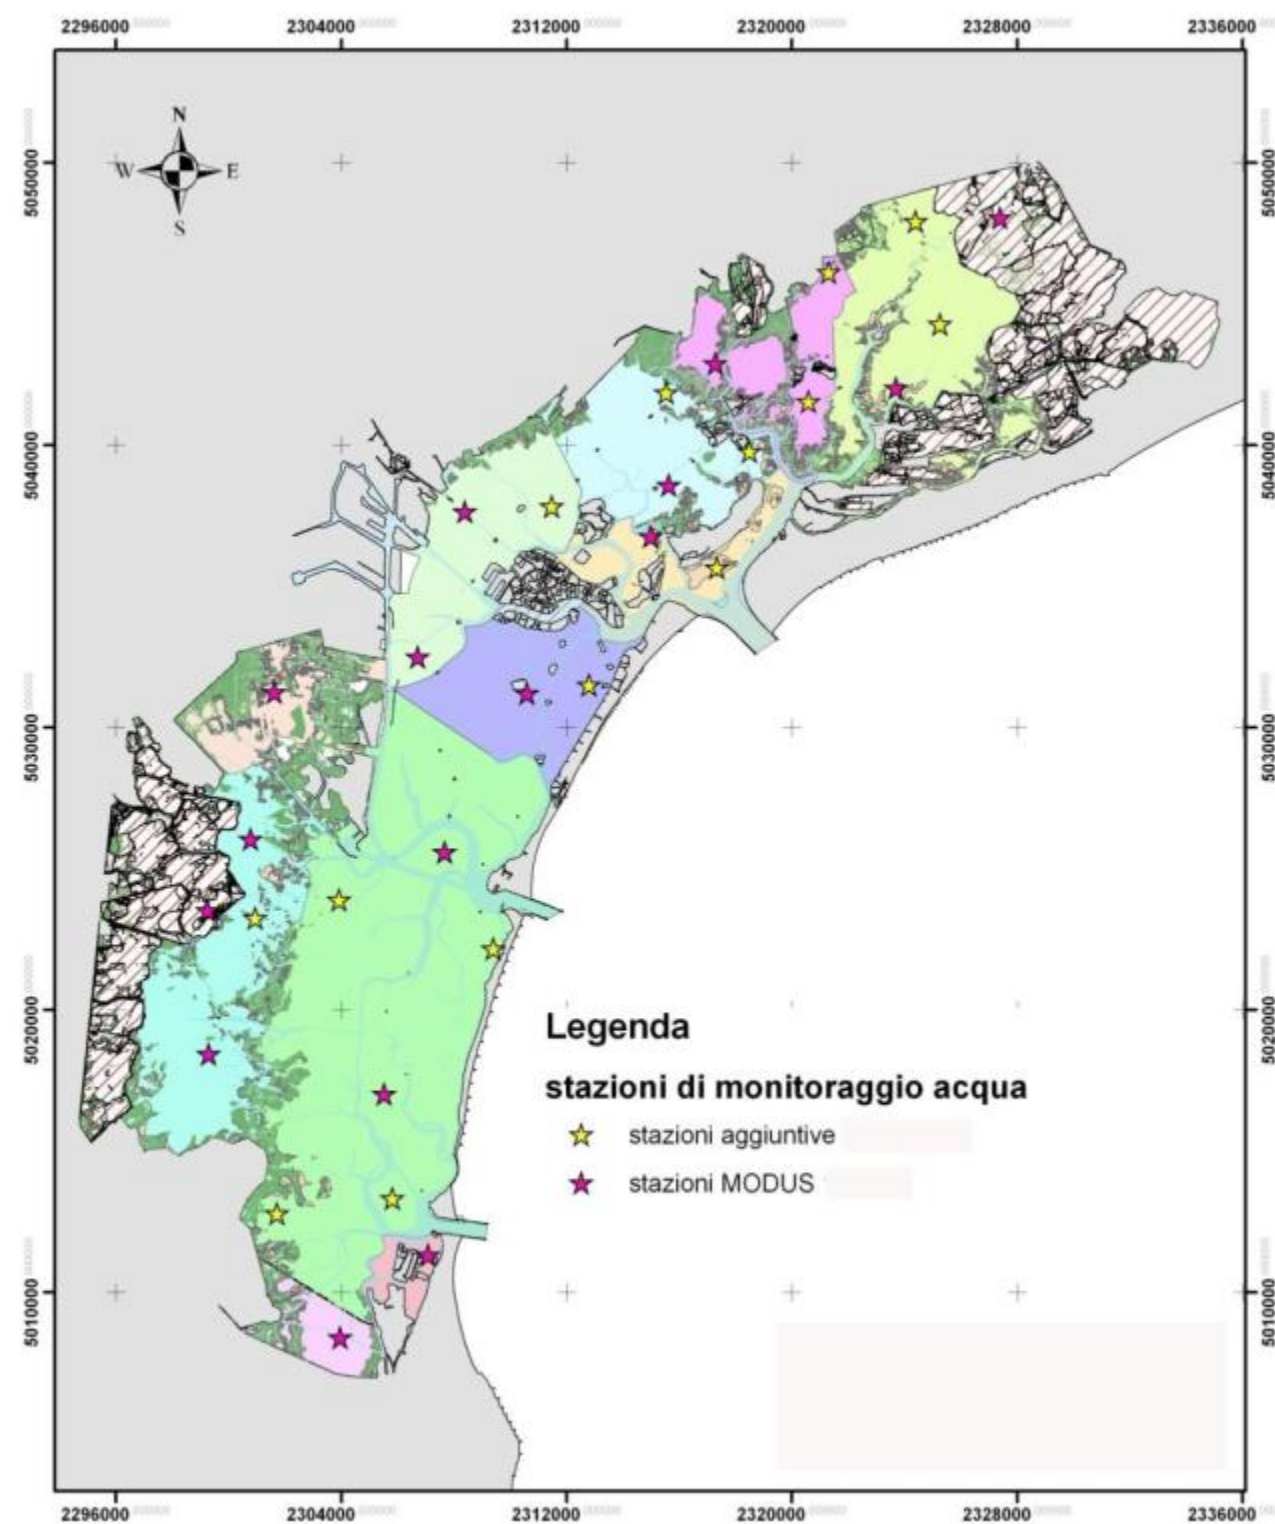 2296000 2304000 2312000 2320000 2328000 2336000
N
W E
S
5050000 5050000
5040000 5040000
5030000 5030000
5020000 5020000
5010000 5010000
Legenda
stazioni di monitoraggio acqua
stazioni aggiuntive
stazioni MODUS
2296000 2304000 2312000 2320000 2328000 2336000